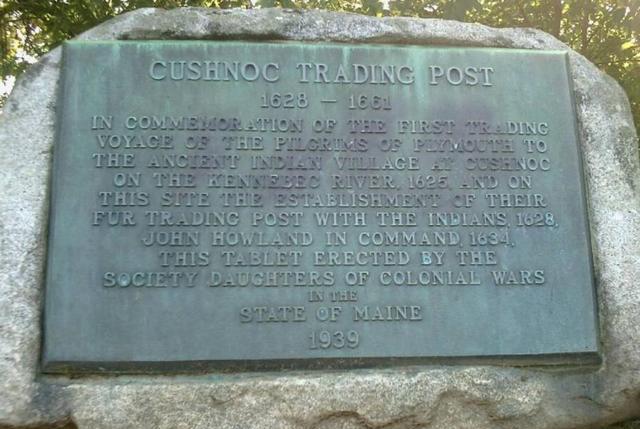 CUSHNOC TRADING POST
1628 — 1661
IN COMMEMORATION OF THE FIRST TRADING
VOYAGE OF THE PILGRIMS OF PLYMOUTH TO
THE ANCIENT INDIAN VILLAGE AT CUSHNOC
ON THE KENNEBEC RIVER, 1625, AND ON
THIS SITE THE ESTABLISHMENT OF THEIR
FUR TRADING POST WITH THE INDIANS, 1628,
JOHN HOWLAND IN COMMAND, 1634,
THIS TABLET ERECTED BY THE
SOCIETY DAUGHTERS OF COLONIAL WARS
IN THE
STATE OF MAINE
1939